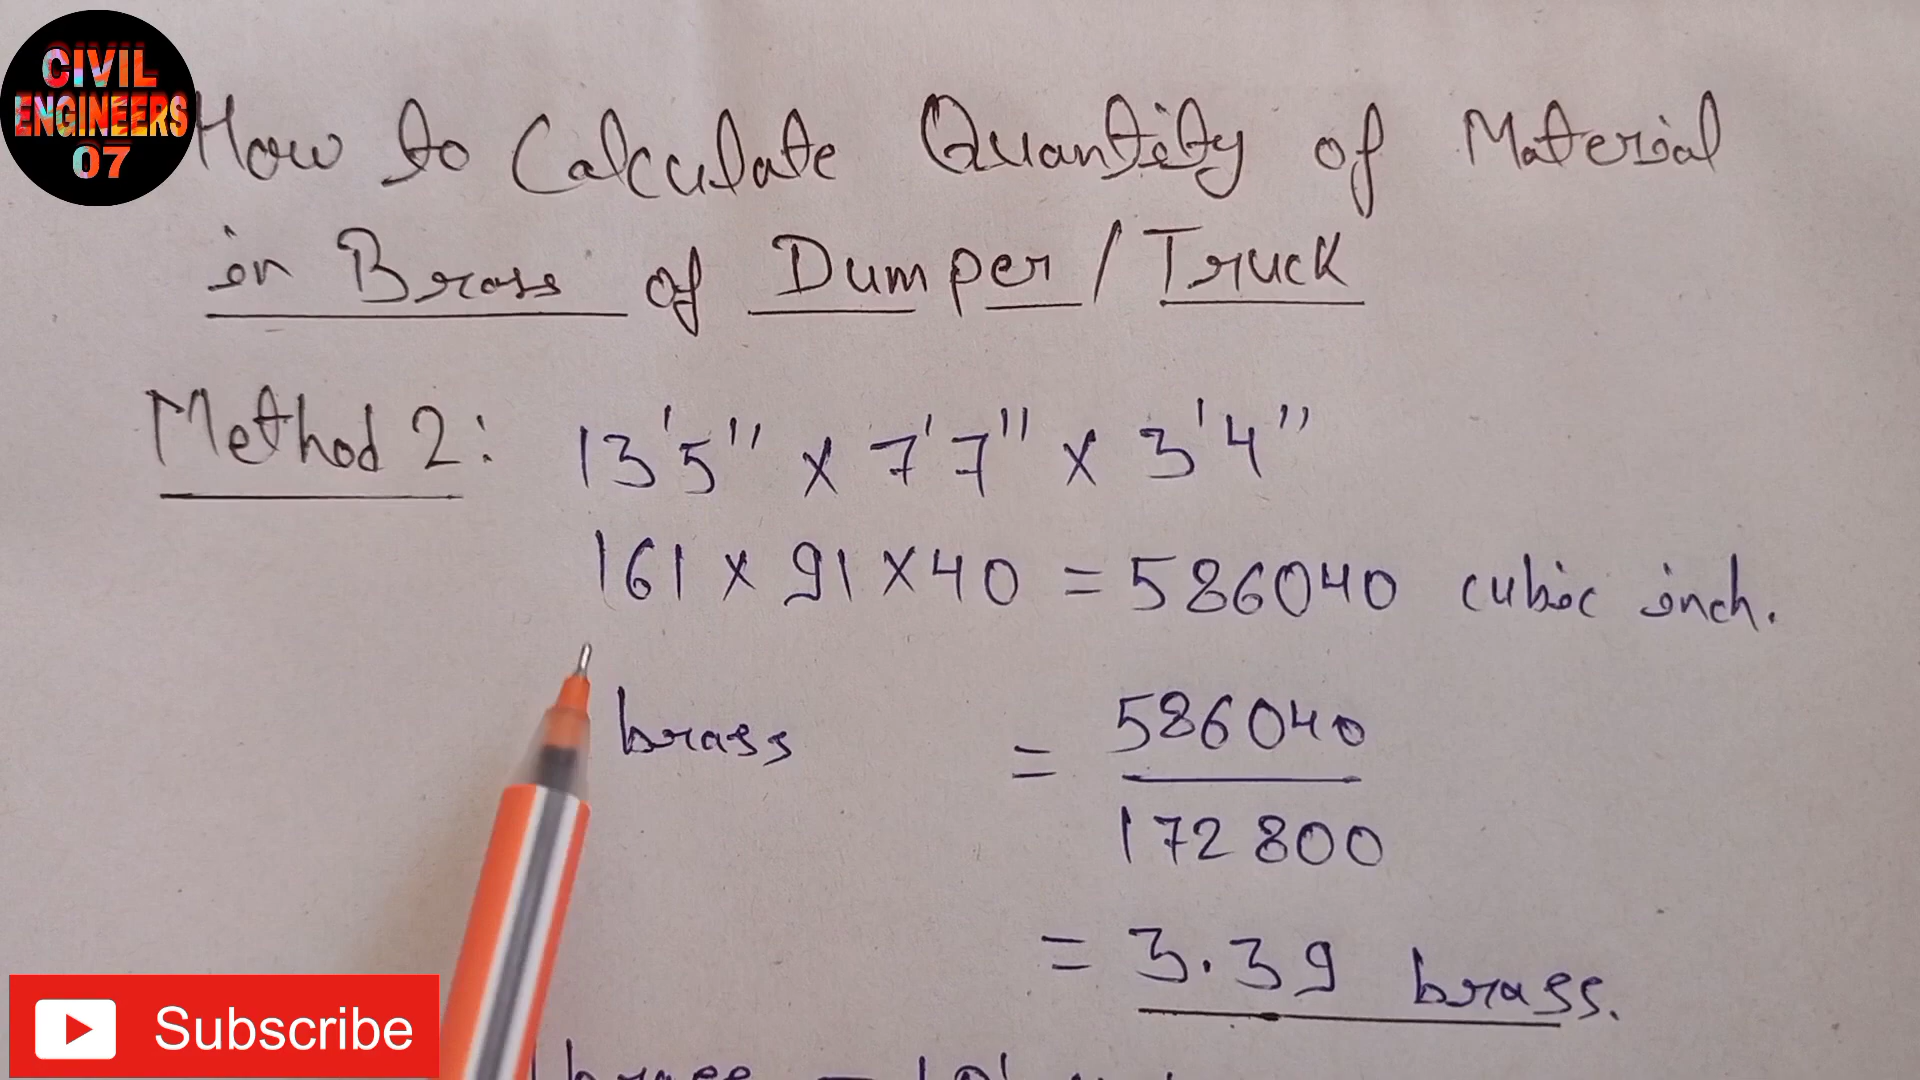 CIVIL
ENGINEERS
07
How to Calculate Quantity of Material
in Brass of Dumper / Truck
Method 2: 13'5" x 7'7" x 3'4"
161 x 91 x 40 = 586040 cubic inch.
brass = 586040
172800
= 3.39 brass.
Subscribe
brass =